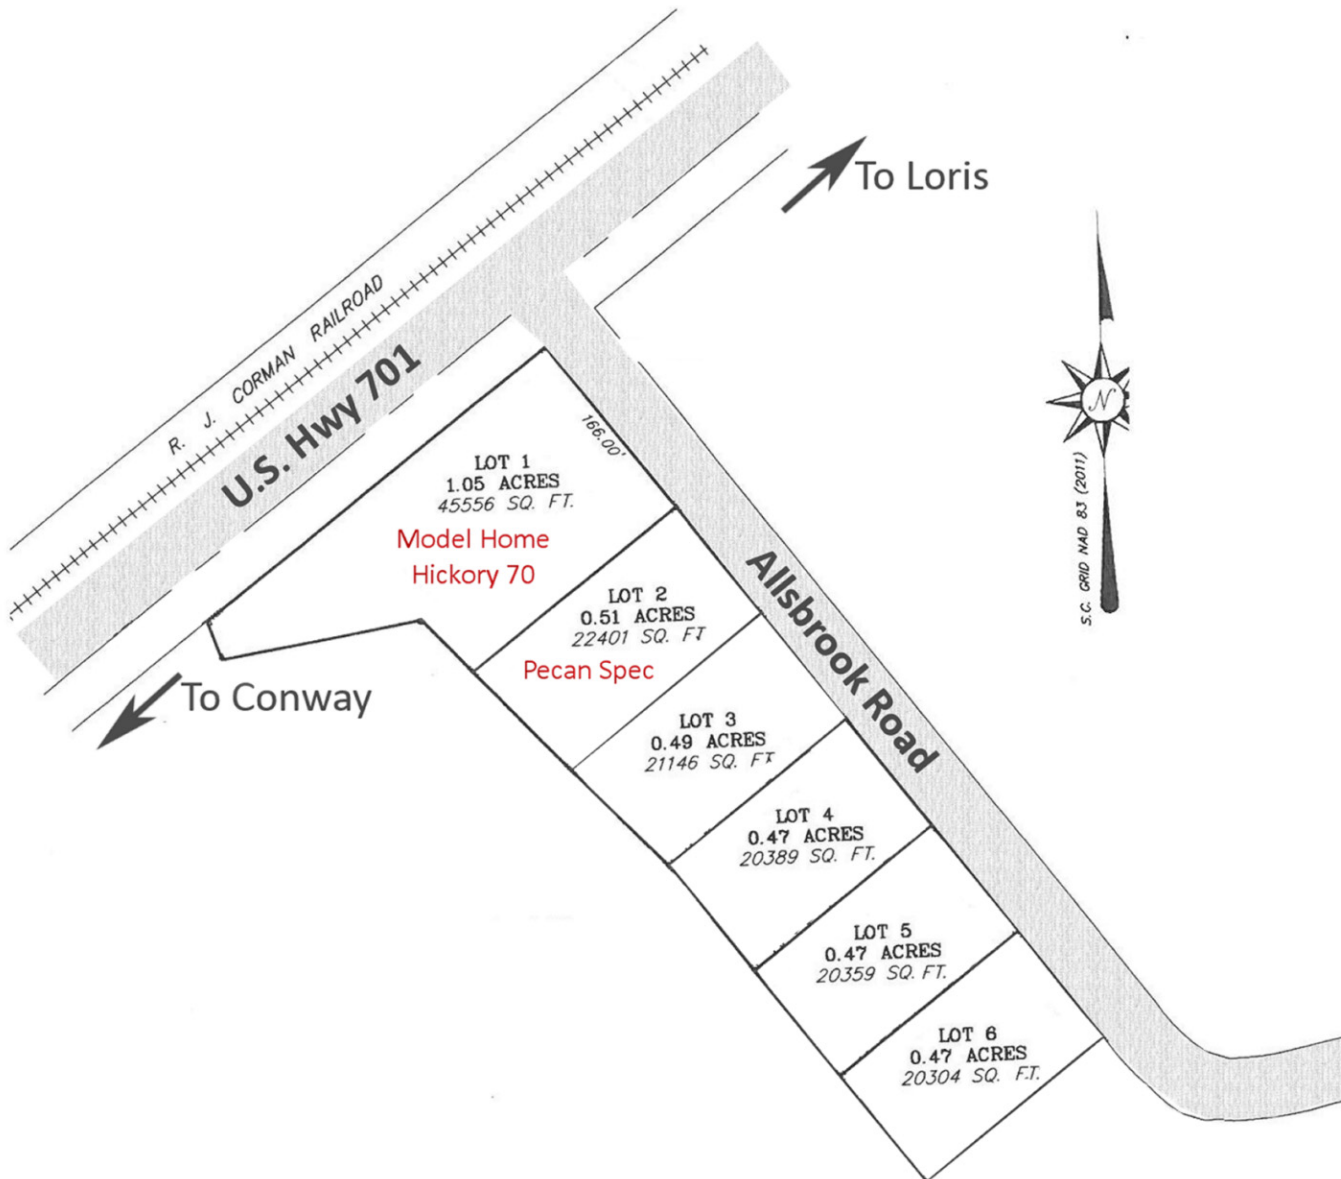 To Loris
R. J. CORMAN RAILROAD
U.S. Hwy 701
166.00'
LOT 1
1.05 ACRES
45556 SQ. FT.
Model Home
Hickory 70
N
S.C. GRID NAD 83 (2011)
Allsbrook Road
LOT 2
0.51 ACRES
22401 SQ. FT
Pecan Spec
To Conway
LOT 3
0.49 ACRES
21146 SQ. FT
LOT 4
0.47 ACRES
20389 SQ. FT.
LOT 5
0.47 ACRES
20359 SQ. FT.
LOT 6
0.47 ACRES
20304 SQ. FT.